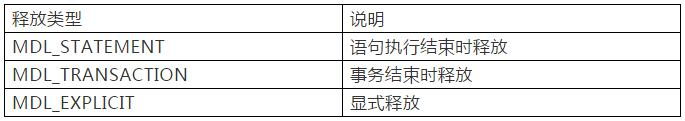 释放类型 说明
MDL_STATEMENT 语句执行结束时释放
MDL_TRANSACTION 事务结束时释放
MDL_EXPLICIT 显式释放